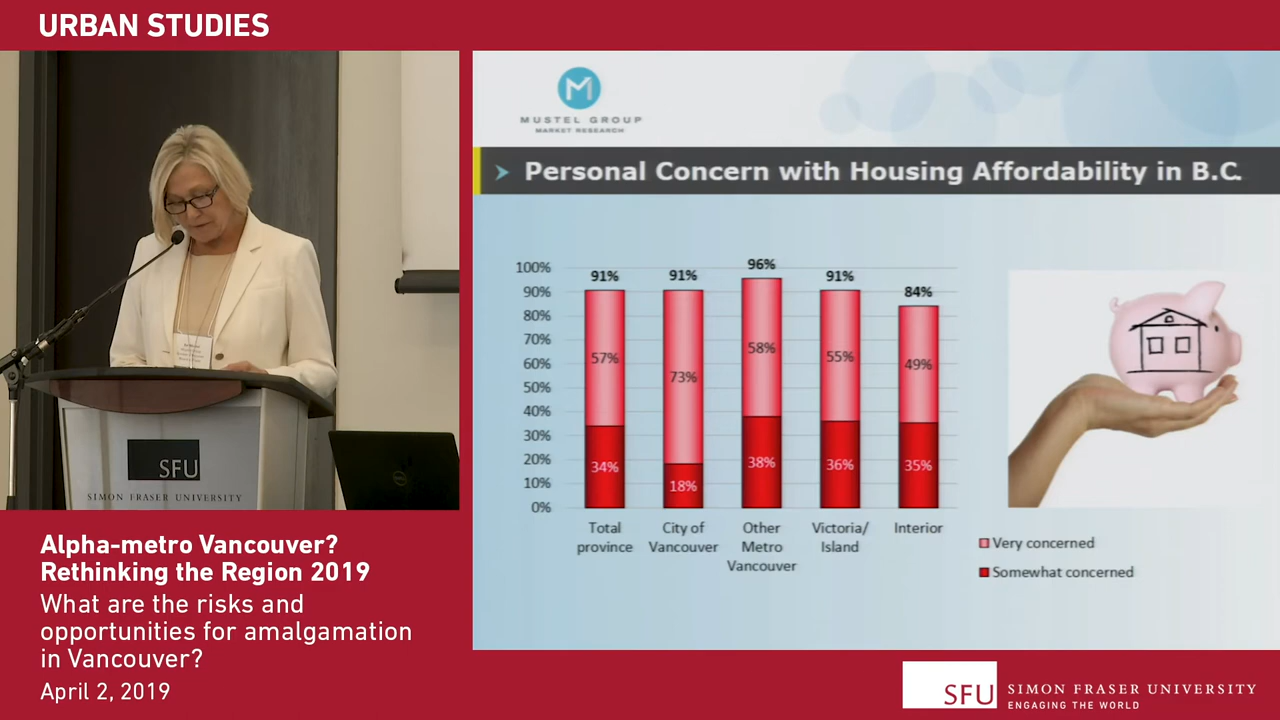 URBAN STUDIES
SFU
SIMON FRASER UNIVERSITY
Alpha-metro Vancouver?
Rethinking the Region 2019
What are the risks and
opportunities for amalgamation
in Vancouver?
April 2, 2019
M
MUSTEL GROUP
MARKET RESEARCH
Personal Concern with Housing Affordability in B.C.
100%
90%
80%
70%
60%
50%
40%
30%
20%
10%
0%
91%
91%
96%
91%
84%
57%
73%
58%
55%
49%
34%
18%
38%
36%
35%
Total
province
City of
Vancouver
Other
Metro
Vancouver
Victoria/
Island
Interior
Very concerned
Somewhat concerned
SFU
SIMON FRASER UNIVERSITY
ENGAGING THE WORLD